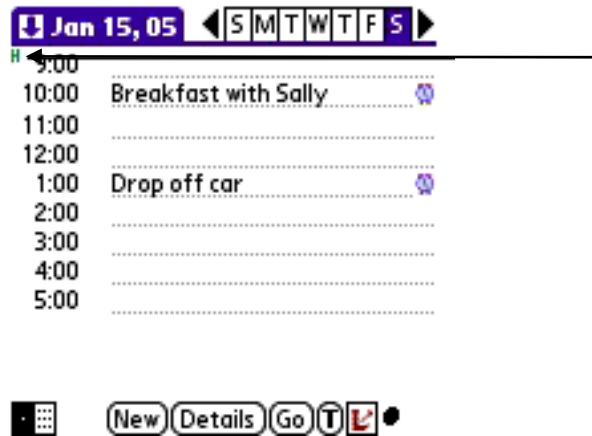 Jan 15, 05 S M T W T F S
H
9:00
10:00 Breakfast with Sally
11:00
12:00
1:00 Drop off car
2:00
3:00
4:00
5:00
New Details Go T